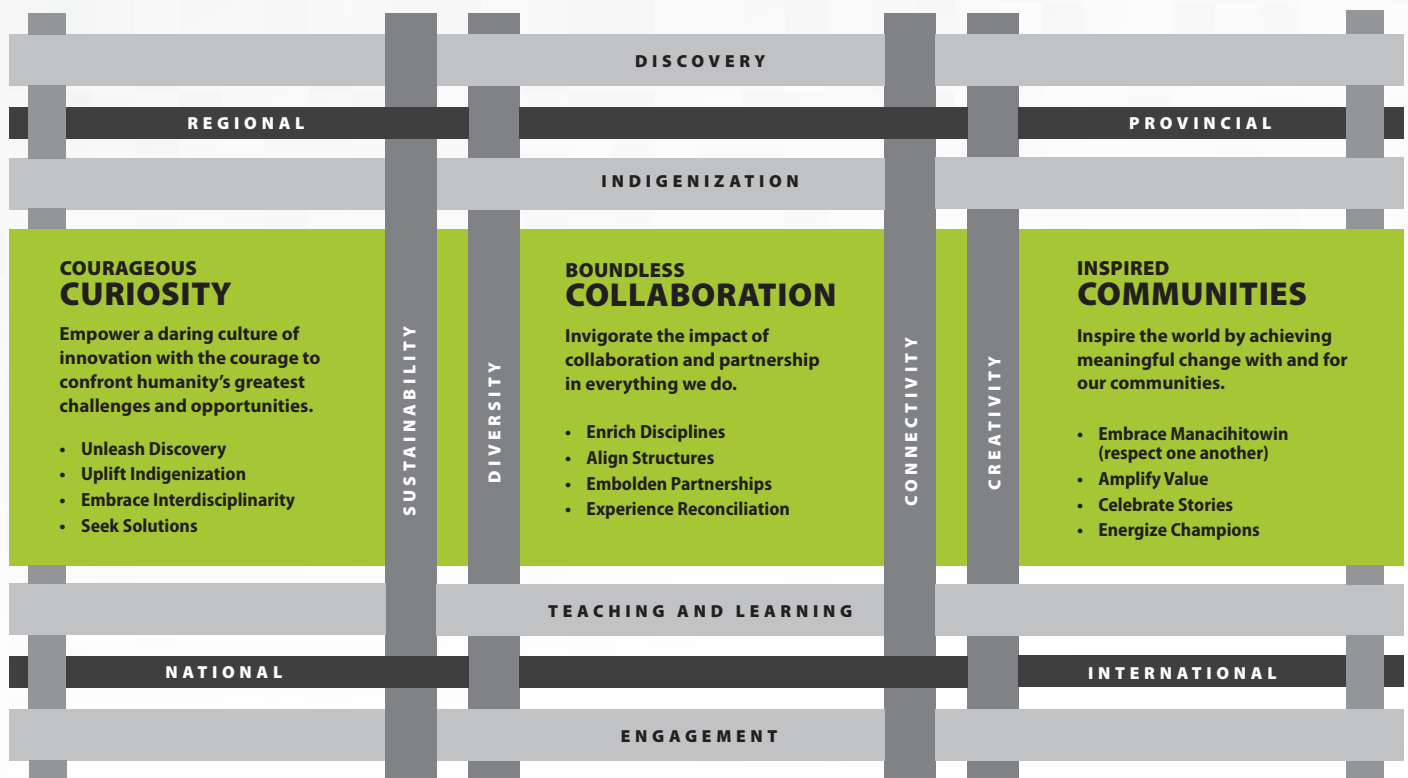 DISCOVERY
REGIONAL
PROVINCIAL
INDIGENIZATION
COURAGEOUS
CURIOSITY
Empower a daring culture of
innovation with the courage to
confront humanity's greatest
challenges and opportunities.
• Unleash Discovery
• Uplift Indigenization
• Embrace Interdisciplinarity
• Seek Solutions
SUSTAINABILITY
DIVERSITY
BOUNDLESS
COLLABORATION
Invigorate the impact of
collaboration and partnership
in everything we do.
• Enrich Disciplines
• Align Structures
• Embolden Partnerships
• Experience Reconciliation
CONNECTIVITY
CREATIVITY
INSPIRED
COMMUNITIES
Inspire the world by achieving
meaningful change with and for
our communities.
• Embrace Manacihitowin
(respect one another)
• Amplify Value
• Celebrate Stories
• Energize Champions
TEACHING AND LEARNING
NATIONAL
INTERNATIONAL
ENGAGEMENT